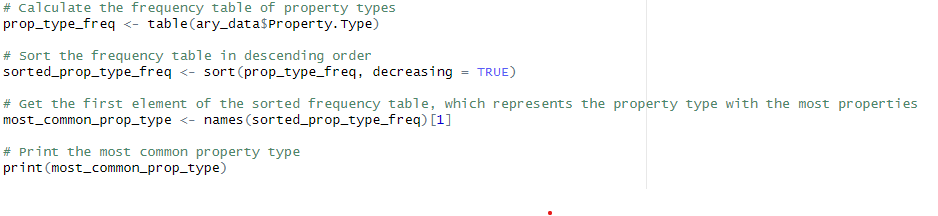 # Calculate the frequency table of property types
prop_type_freq <- table(ary_data$Property.Type)
# Sort the frequency table in descending order
sorted_prop_type_freq <- sort(prop_type_freq, decreasing = TRUE)
# Get the first element of the sorted frequency table, which represents the property type with the most properties
most_common_prop_type <- names(sorted_prop_type_freq)[1]
# Print the most common property type
print(most_common_prop_type)